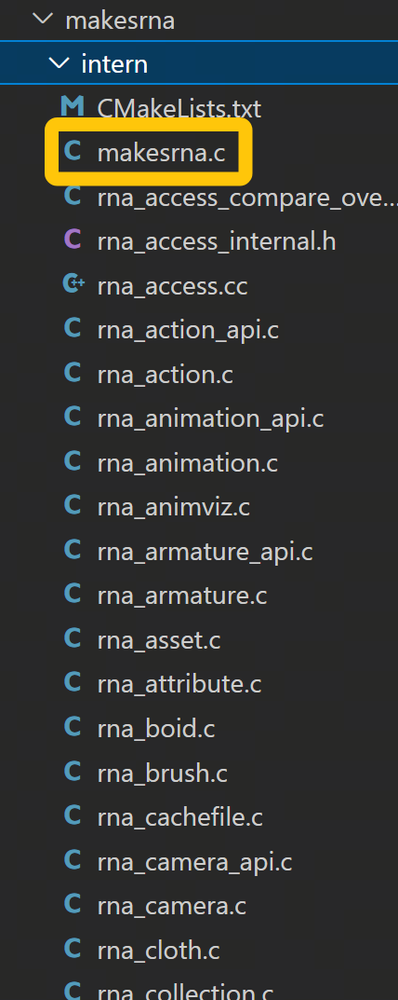 makesrna
intern
CMakeLists.txt
makesrna.c
rna_access_compare_ove...
rna_access_internal.h
rna_access.cc
rna_action_api.c
rna_action.c
rna_animation_api.c
rna_animation.c
rna_animviz.c
rna_armature_api.c
rna_armature.c
rna_asset.c
rna_attribute.c
rna_boid.c
rna_brush.c
rna_cachefile.c
rna_camera_api.c
rna_camera.c
rna_cloth.c
rna_collection.c